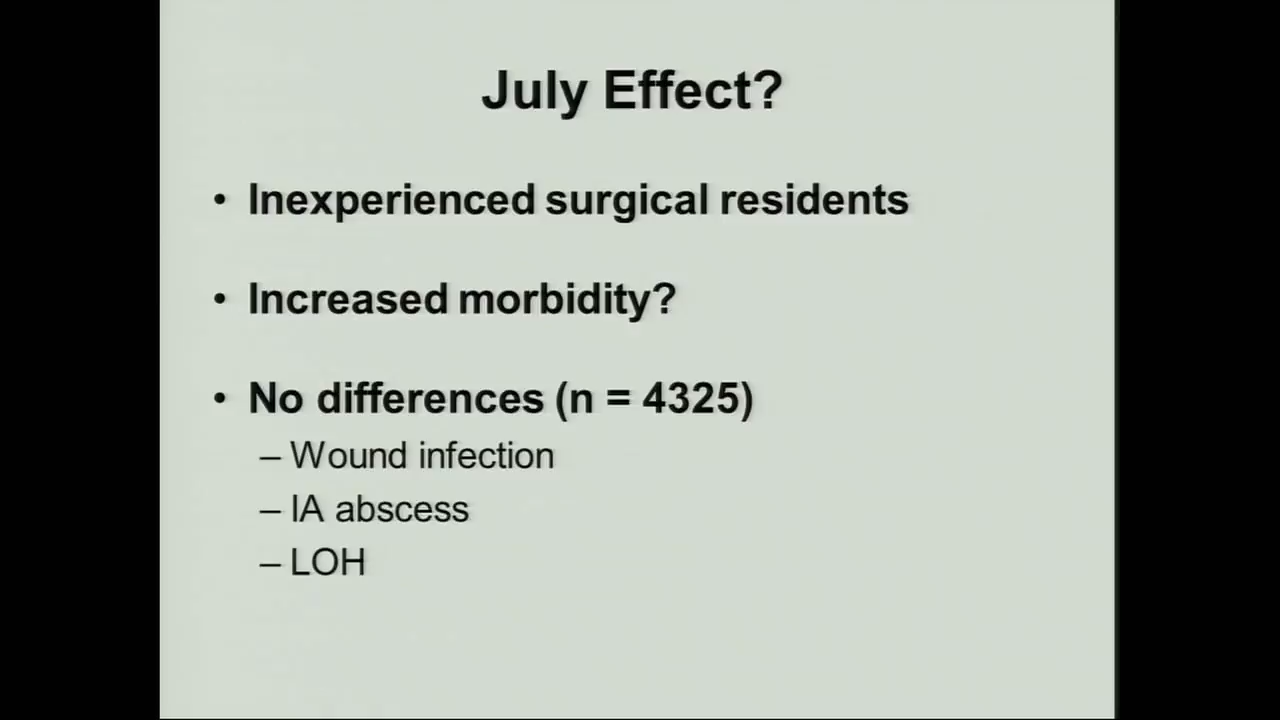 July Effect?
• Inexperienced surgical residents
• Increased morbidity?
• No differences (n = 4325)
– Wound infection
– IA abscess
– LOH